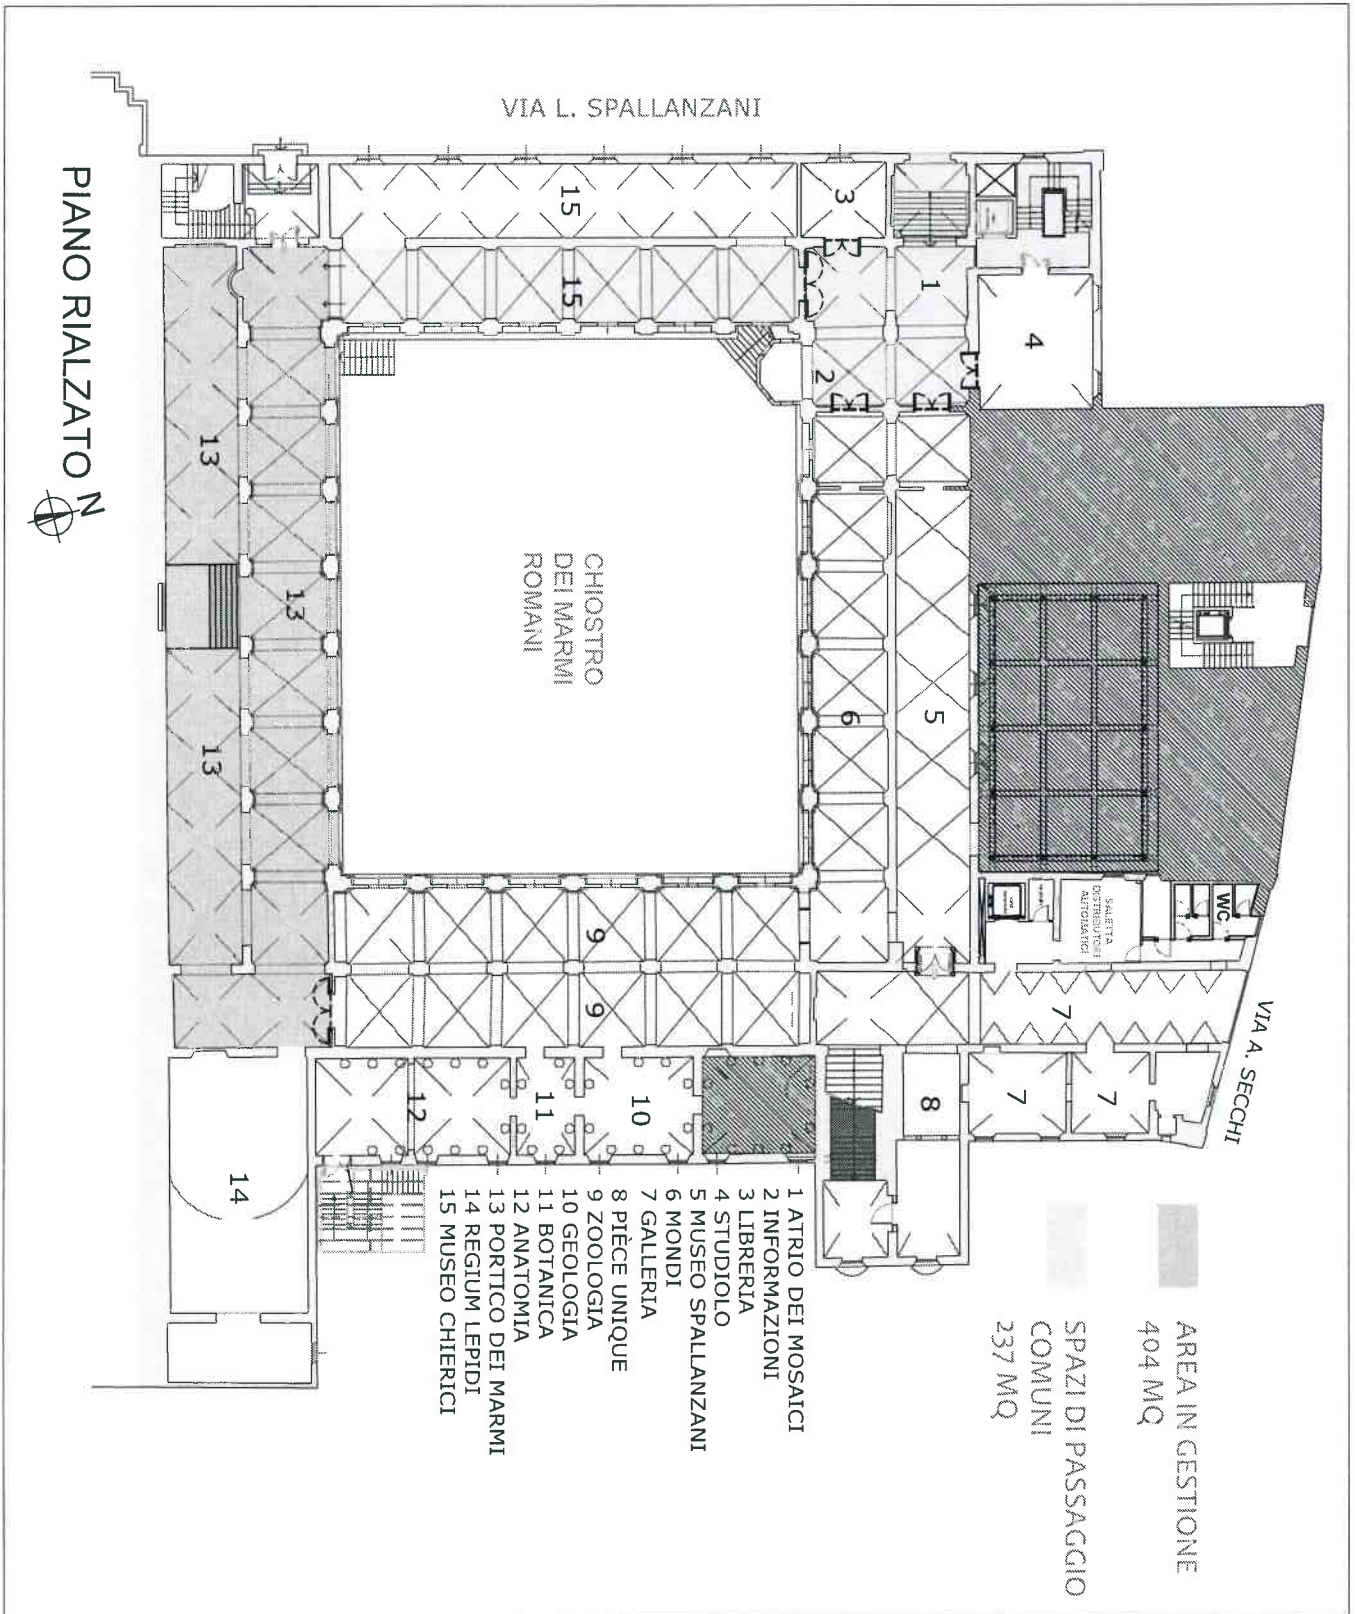 VIA L. SPALLANZANI
PIANO RIALZATO
N
CHIOSTRO
DEI MARMI
ROMANI
15
15
3
1
2
4
5
6
13
13
13
9
9
7
7
7
8
10
11
12
14
SALETTA
DISTRIBUTORI
AUTOMATICI
WC
VIA A. SECCHI
1 ATRIO DEI MOSAICI
2 INFORMAZIONI
3 LIBRERIA
4 STUDIOLO
5 MUSEO SPALLANZANI
6 MONDI
7 GALLERIA
8 PIÈCE UNIQUE
9 ZOOLOGIA
10 GEOLOGIA
11 BOTANICA
12 ANATOMIA
13 PORTICO DEI MARMI
14 REGIUM LEPIDI
15 MUSEO CHIERICI
AREA IN GESTIONE
404 MQ
SPAZI DI PASSAGGIO
COMUNI
237 MQ